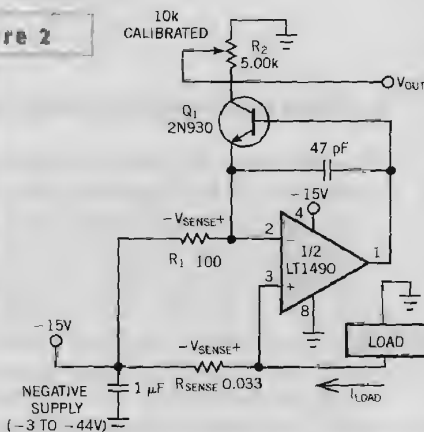 re 2
10k
CALIBRATED
R2
5.00k
VOUT
Q1
2N930
47 pF
-15V
4
-VSENSE+
2
-
1/2
LT1490
1
R1 100
3
+
-VSENSE+
8
-15V
LOAD
NEGATIVE
SUPPLY
(-3 TO -44V)
1 µF
RSENSE 0.033
ILOAD